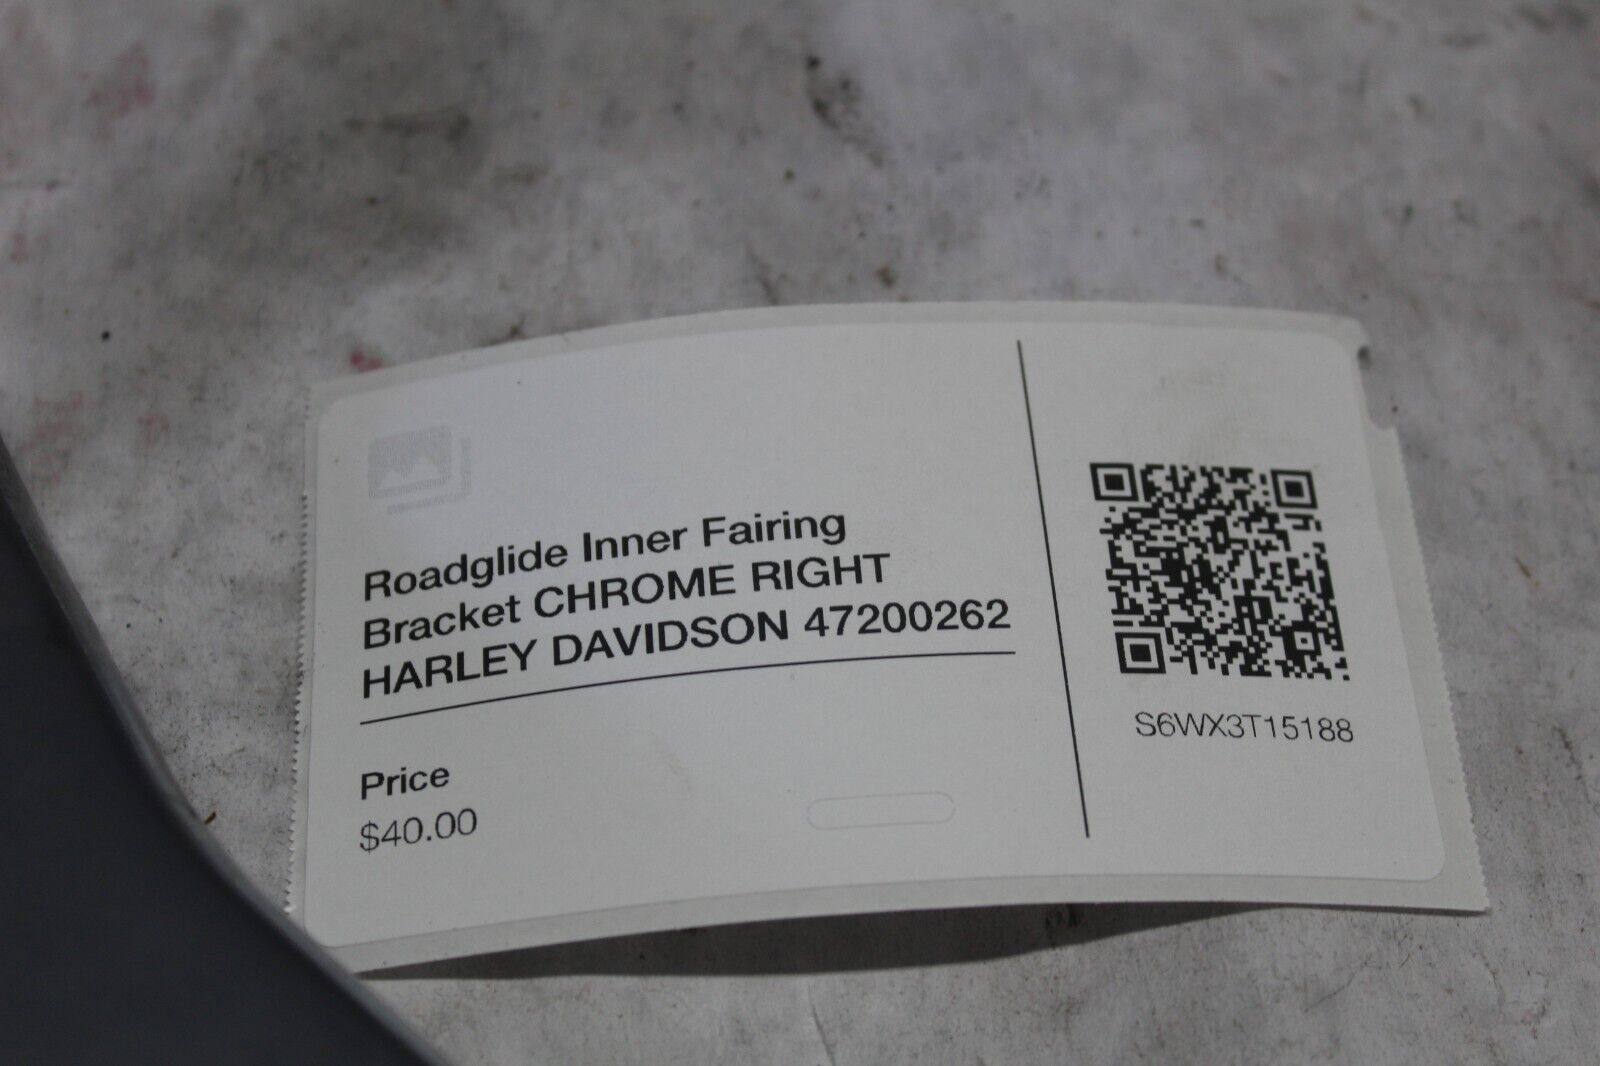 Roadglide Inner Fairing
Bracket CHROME RIGHT
HARLEY DAVIDSON 47200262
Price
$40.00
S6WX3T15188